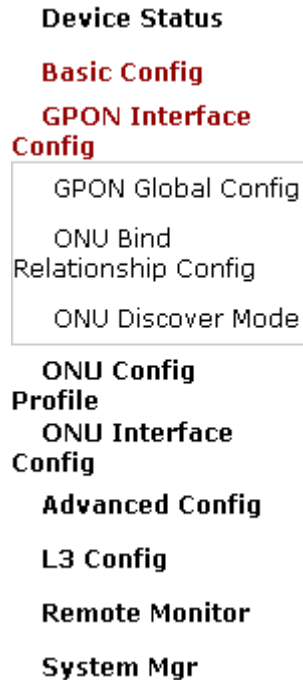 Device Status
Basic Config
GPON Interface
Config
GPON Global Config
ONU Bind
Relationship Config
ONU Discover Mode
ONU Config
Profile
ONU Interface
Config
Advanced Config
L3 Config
Remote Monitor
System Mgr